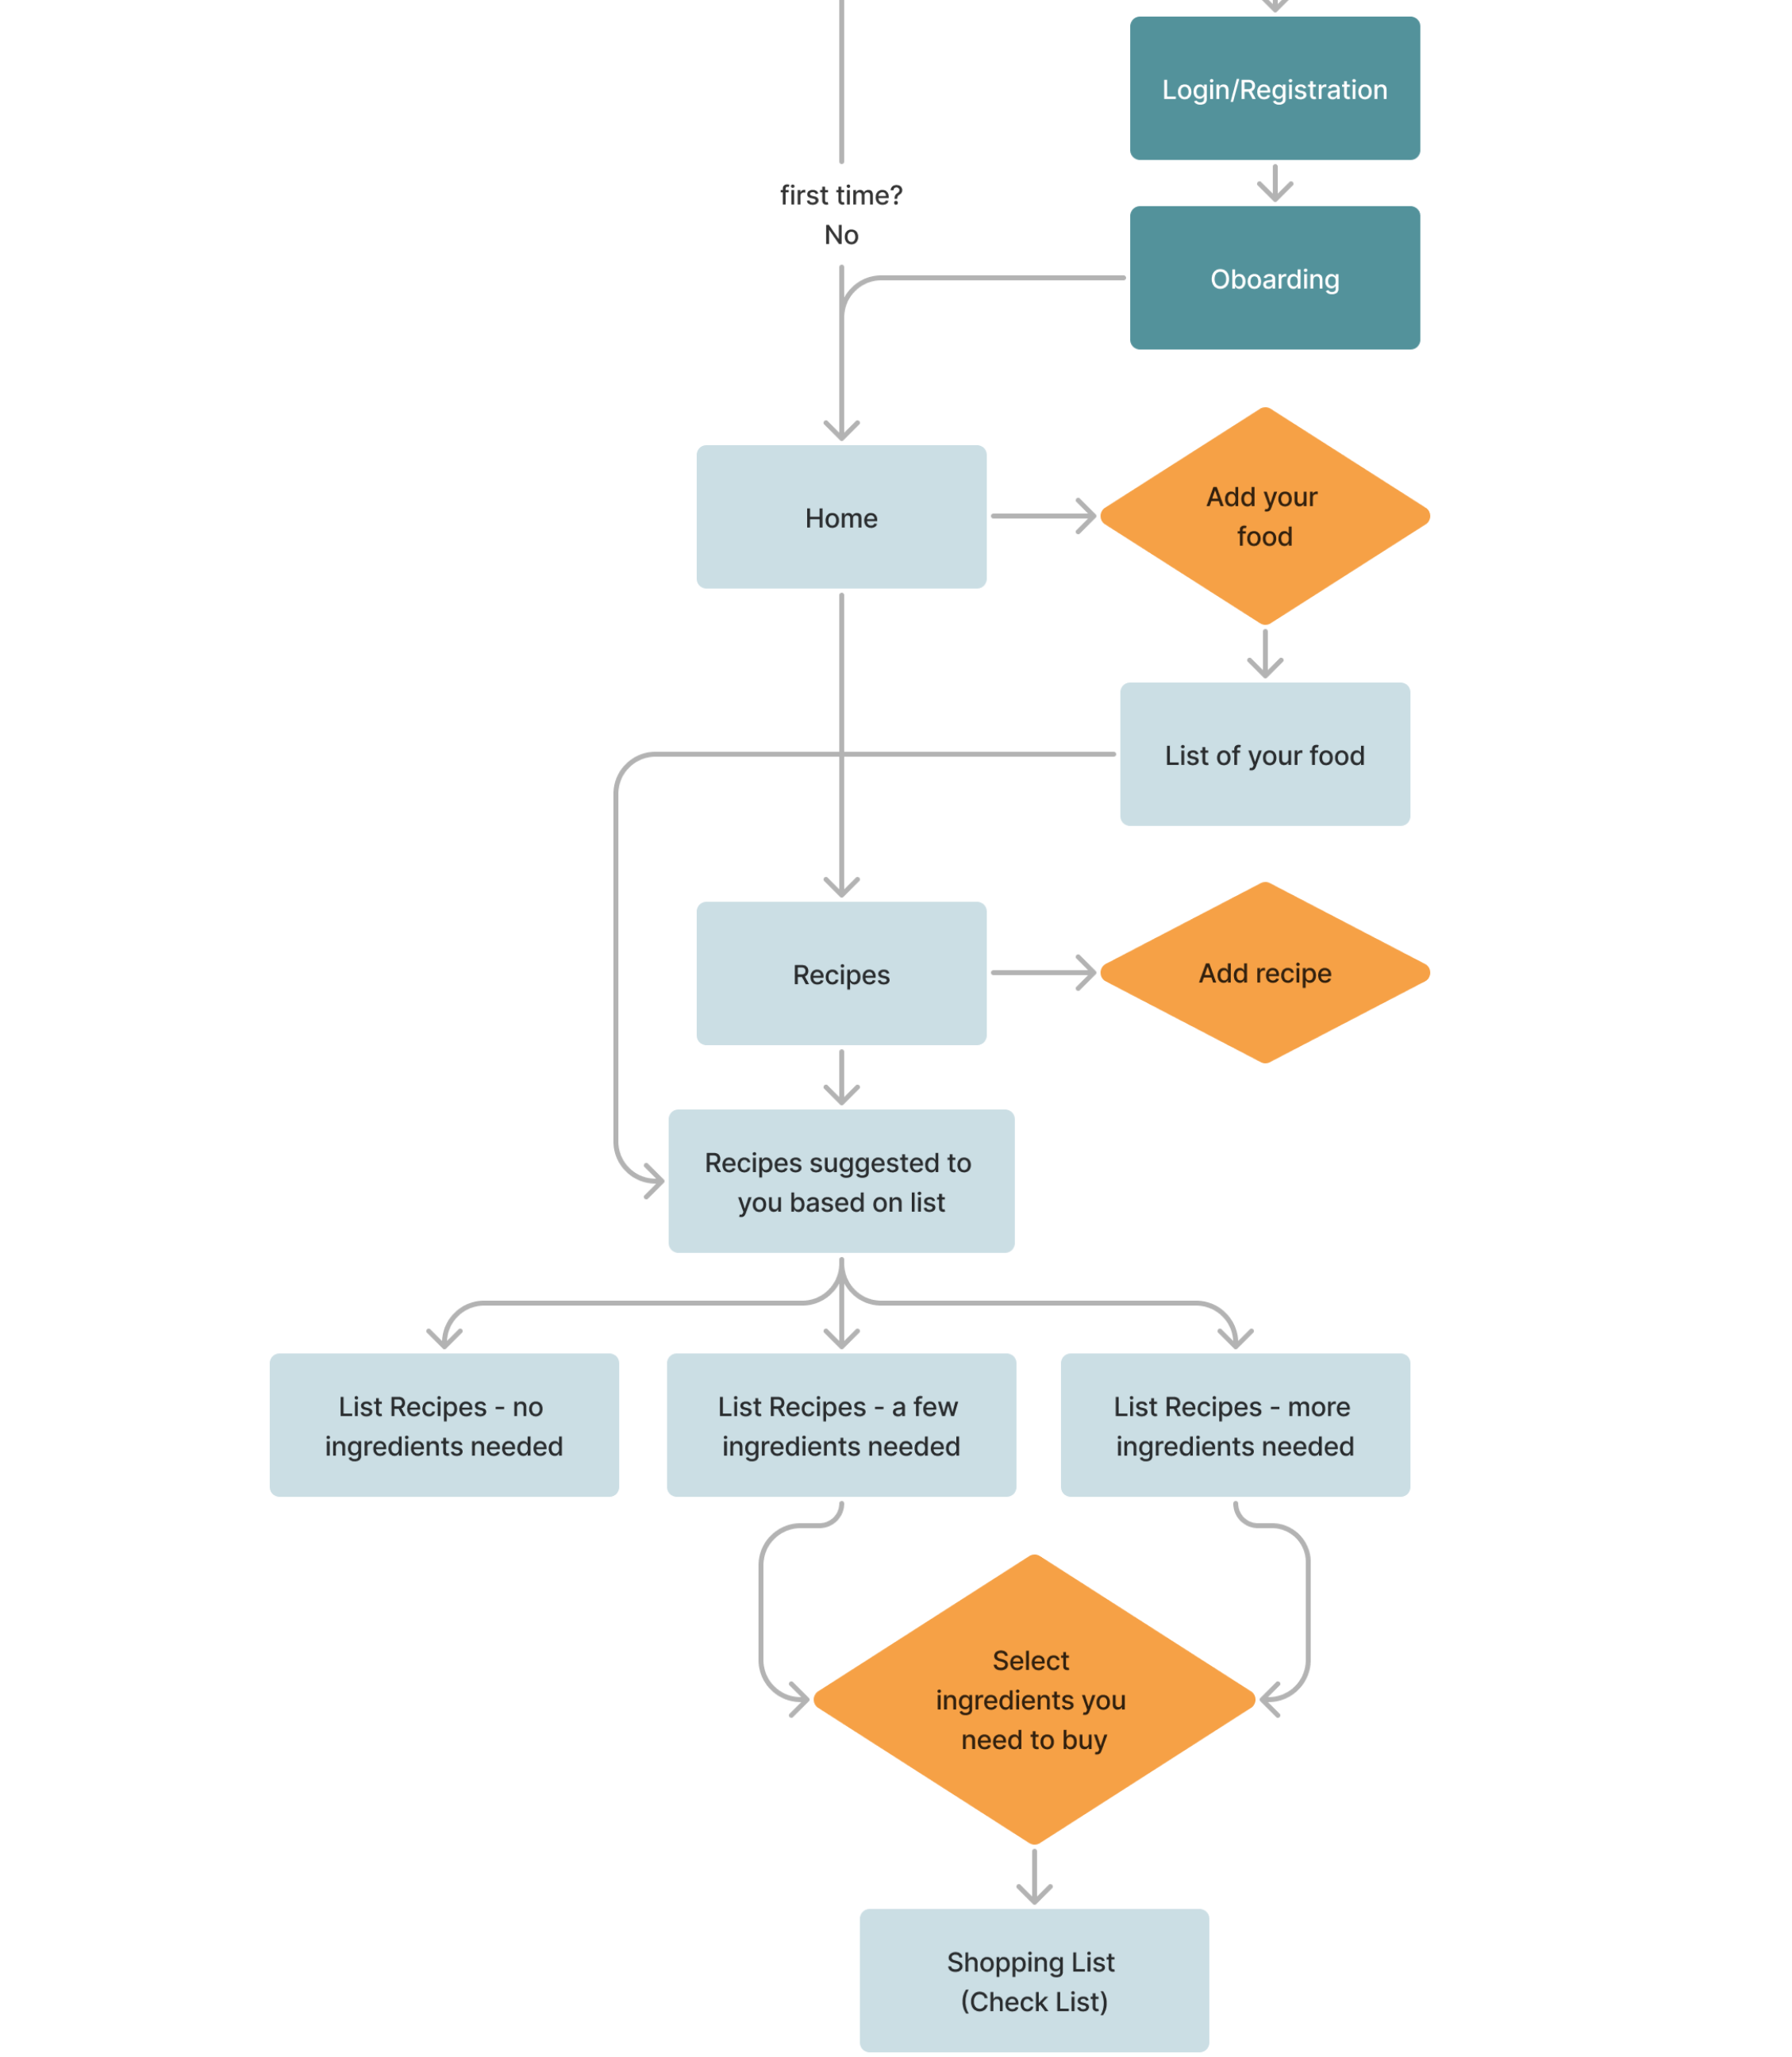 Login/Registration
first time?
No
Oboarding
Home
Add your
food
List of your food
Recipes
Add recipe
Recipes suggested to
you based on list
List Recipes - no
ingredients needed
List Recipes - a few
ingredients needed
List Recipes - more
ingredients needed
Select
ingredients you
need to buy
Shopping List
(Check List)